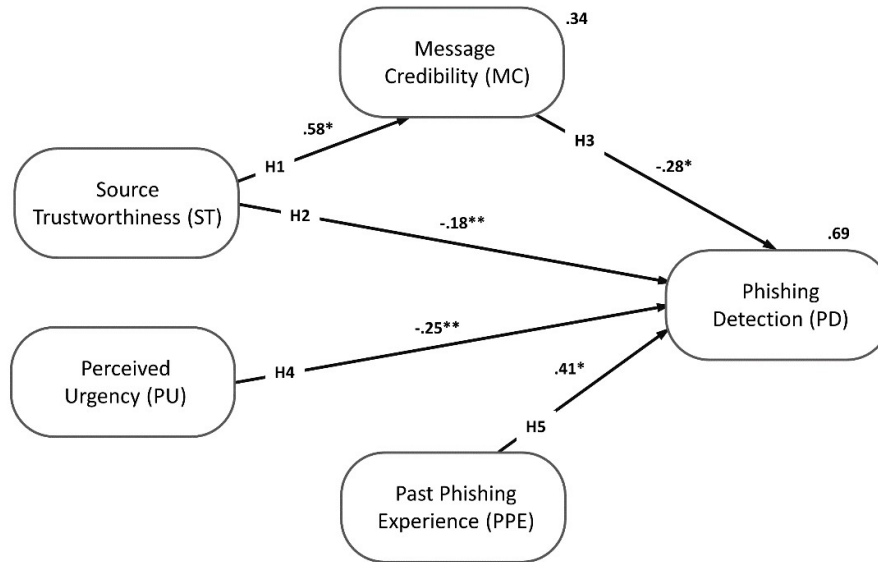 .34
Message
Credibility (MC)
.58*
H1
H3
-.28*
Source
Trustworthiness (ST)
H2
-.18**
.69
Phishing
Detection (PD)
-.25**
Perceived
Urgency (PU)
H4
.41*
H5
Past Phishing
Experience (PPE)